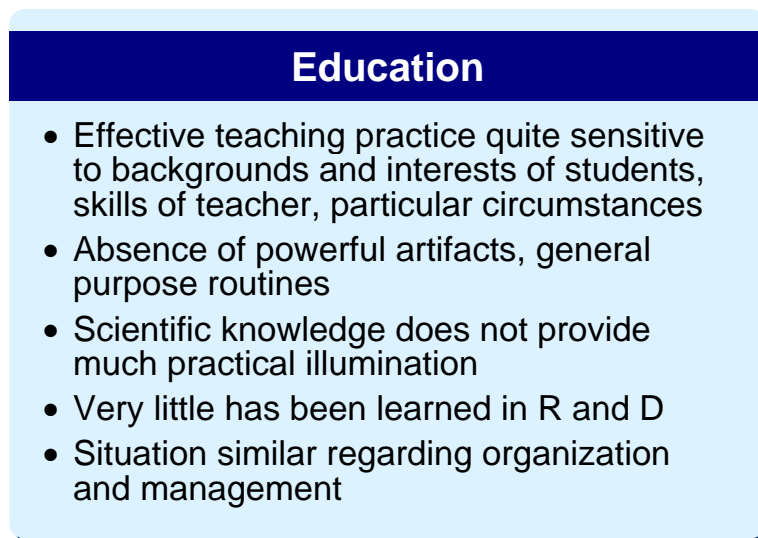 Education
• Effective teaching practice quite sensitive
to backgrounds and interests of students,
skills of teacher, particular circumstances
• Absence of powerful artifacts, general
purpose routines
• Scientific knowledge does not provide
much practical illumination
• Very little has been learned in R and D
• Situation similar regarding organization
and management